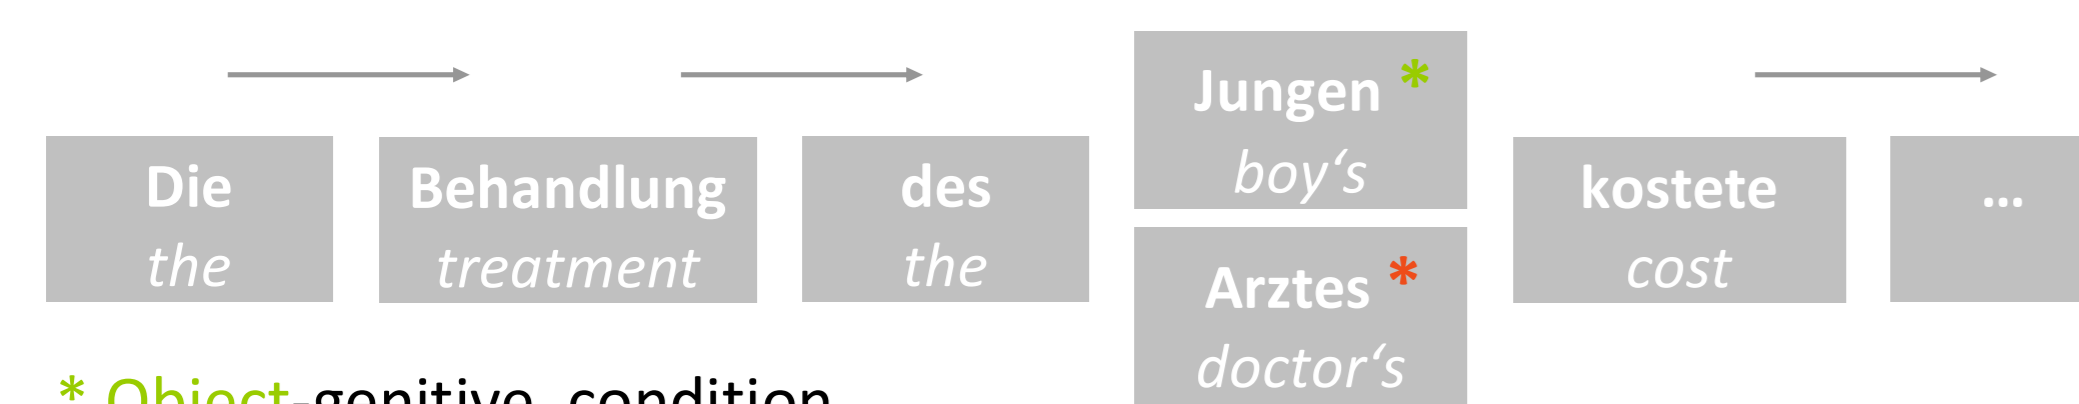 Jungen *
boy‘s
Die Behandlung des kostete ...
the treatment the cost
Arztes *
doctor‘s
* Object-genitive condition